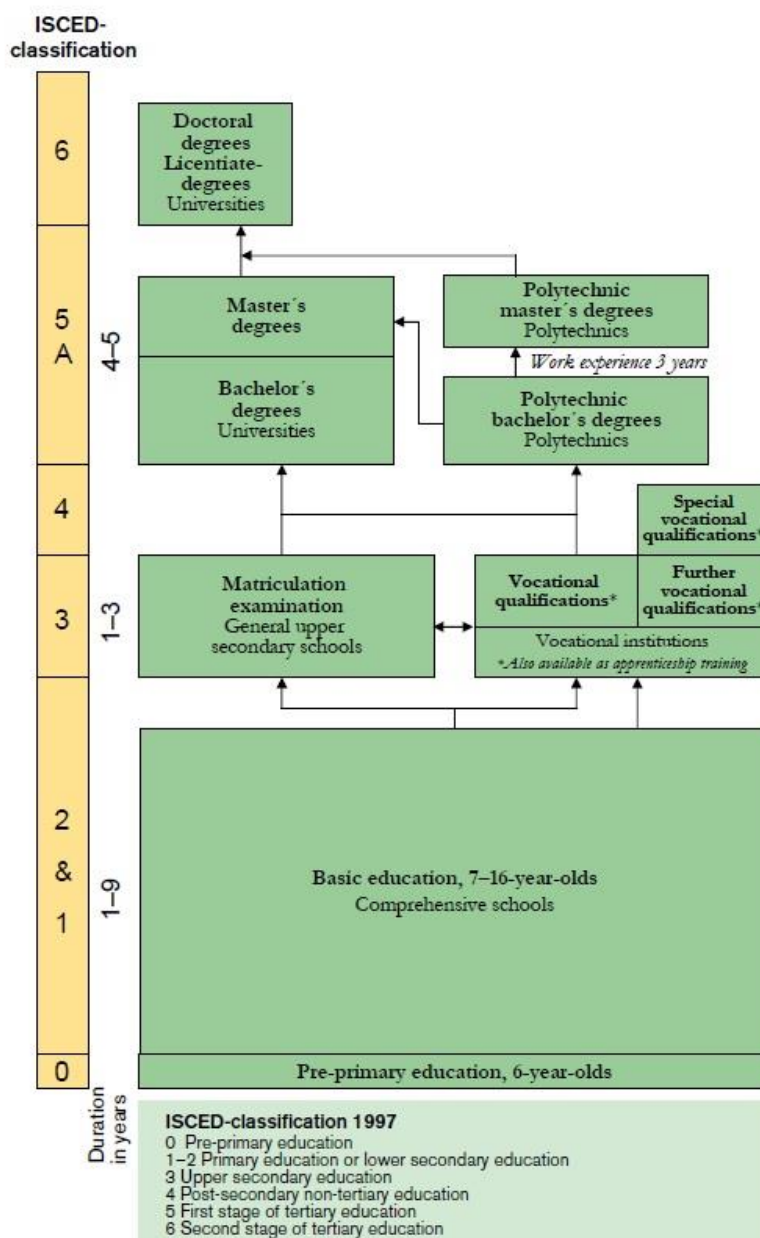 ISCED-
classification
6
Doctoral
degrees
Licentiate-
degrees
Universities
5
A
4–5
Master´s
degrees
Polytechnic
master´s degrees
Polytechnics
Work experience 3 years
Bachelor´s
degrees
Universities
Polytechnic
bachelor´s degrees
Polytechnics
4
Special
vocational
qualifications*
3
1–3
Matriculation
examination
General upper
secondary schools
Vocational
qualifications*
Further
vocational
qualifications*
Vocational institutions
*Also available as apprenticeship training
2
&
1
1–9
Basic education, 7–16-year-olds
Comprehensive schools
0
Pre-primary education, 6-year-olds
Duration
in years
ISCED-classification 1997
0 Pre-primary education
1–2 Primary education or lower secondary education
3 Upper secondary education
4 Post-secondary non-tertiary education
5 First stage of tertiary education
6 Second stage of tertiary education